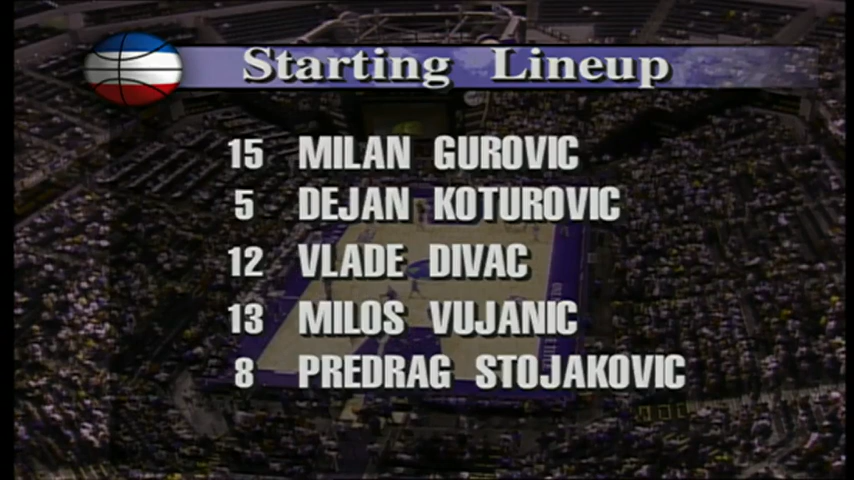 Starting Lineup
15 MILAN GUROVIC
5 DEJAN KOTUROVIC
12 VLADE DIVAC
13 MILOS VUJANIC
8 PREDRAG STOJAKOVIC